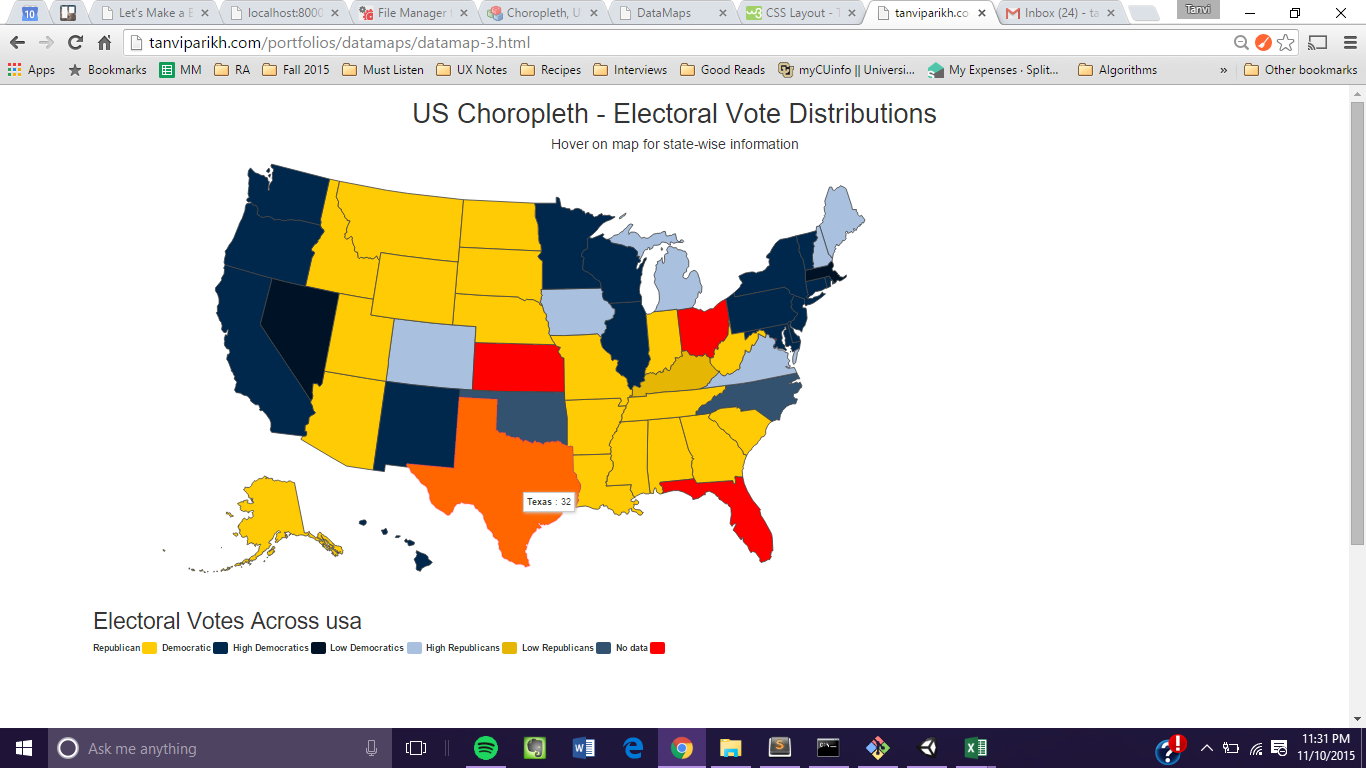 Let's Make a B
localhost:8000
File Manager
Choropleth, U
DataMaps
CSS Layout - T
tanviparikh.co
Inbox (24) - ta
Tanvi
tanviparikh.com/portfolios/datamaps/datamap-3.html
Apps Bookmarks MM RA Fall 2015 Must Listen UX Notes Recipes Interviews Good Reads myCUinfo || Universi... My Expenses · Split... Algorithms » Other bookmarks
US Choropleth - Electoral Vote Distributions
Hover on map for state-wise information
Texas : 32
Electoral Votes Across usa
Republican Democratic High Democratics Low Democratics High Republicans Low Republicans No data
Ask me anything
11:31 PM
11/10/2015